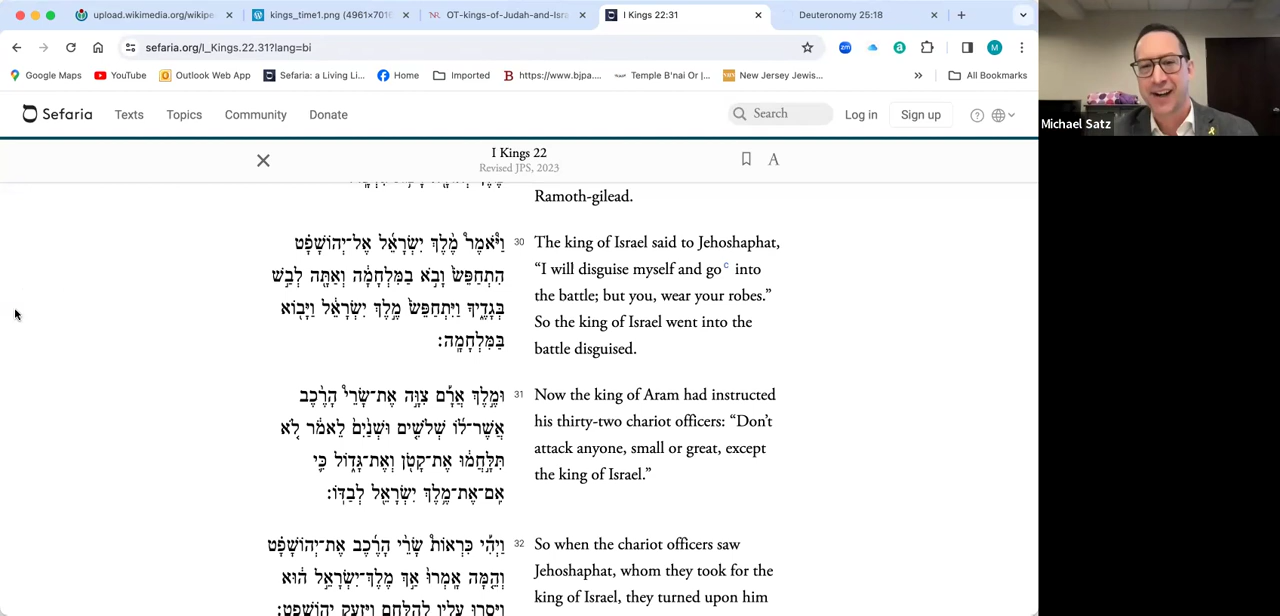 upload.wikimedia.org/wikipe
kings_time1.png (4961×701
OT-kings-of-Judah-and-Isra
I Kings 22:31
Deuteronomy 25:18
sefaria.org/I_Kings.22.31?lang=bi
Google Maps
YouTube
Outlook Web App
Sefaria: a Living Li...
Home
Imported
https://www.bjpa....
Temple B'nai Or |...
New Jersey Jewis...
All Bookmarks
Sefaria
Texts
Topics
Community
Donate
Search
Log in
Sign up
I Kings 22
Revised JPS, 2023
Ramoth-gilead.
וַיֹּ֩אמֶר֩ מֶ֨לֶךְ יִשְׂרָאֵ֜ל אֶל־יְהוֹשָׁפָ֗ט
הִתְחַפֵּשׂ֙ וָבֹ֣א בַמִּלְחָמָ֔ה וְאַתָּ֖ה לְבַ֣שׁ
בְּגָדֶ֑יךָ וַיִּתְחַפֵּשׂ֙ מֶ֣לֶךְ יִשְׂרָאֵ֔ל וַיָּב֖וֹא
בַּמִּלְחָמָֽה׃
30
The king of Israel said to Jehoshaphat,
“I will disguise myself and go c into
the battle; but you, wear your robes.”
So the king of Israel went into the
battle disguised.
וּמֶ֣לֶךְ אֲרָ֡ם צִוָּ֣ה אֶת־שָׂרֵי֩ הָרֶ֨כֶב
אֲשֶׁר־ל֜וֹ שְׁלֹשִׁ֤ים וּשְׁנַ֙יִם֙ לֵאמֹ֔ר לֹ֚א
תִּלָּ֣חֲמ֔וּ אֶת־קָטֹ֖ן וְאֶת־גָּד֑וֹל כִּ֛י
אִֽם־אֶת־מֶ֥לֶךְ יִשְׂרָאֵ֖ל לְבַדּֽוֹ׃
31
Now the king of Aram had instructed
his thirty-two chariot officers: “Don’t
attack anyone, small or great, except
the king of Israel.”
וַיְהִ֡י כִּרְאוֹת֩ שָׂרֵ֨י הָרֶ֜כֶב אֶת־יְהוֹשָׁפָ֗ט
וְהֵ֤מָּה אָֽמְרוּ֙ אַ֣ךְ מֶֽלֶךְ־יִשְׂרָאֵ֣ל ה֔וּא
וַיָּסֻ֥רוּ עָלָ֖יו לְהִלָּחֵ֑ם וַיִּזְעַ֖ק יְהוֹשָׁפָֽט׃
32
So when the chariot officers saw
Jehoshaphat, whom they took for the
king of Israel, they turned upon him
Michael Satz